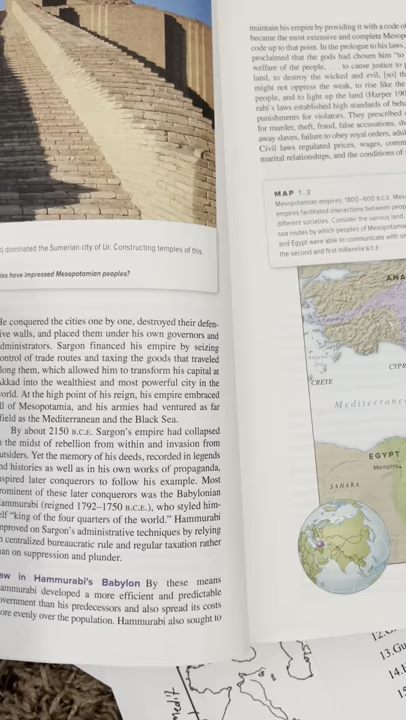 dominated the Sumerian city of Ur. Constructing temples of this
have impressed Mesopotamian peoples?
He conquered the cities one by one, destroyed their defen-
ive walls, and placed them under his own governors and
dministrators. Sargon financed his empire by seizing
ontrol of trade routes and taxing the goods that traveled
long them, which allowed him to transform his capital at
kkad into the wealthiest and most powerful city in the
orld. At the high point of his reign, his empire embraced
ll of Mesopotamia, and his armies had ventured as far
field as the Mediterranean and the Black Sea.
By about 2150 B.C.E. Sargon's empire had collapsed
the midst of rebellion from within and invasion from
utsiders. Yet the memory of his deeds, recorded in legends
nd histories as well as in his own works of propaganda,
spired later conquerors to follow his example. Most
rominent of these later conquerors was the Babylonian
ammurabi (reigned 1792–1750 B.C.E.), who styled him-
elf "king of the four quarters of the world." Hammurabi
mproved on Sargon's administrative techniques by relying
centralized bureaucratic rule and regular taxation rather
an on suppression and plunder.
aw in Hammurabi's Babylon By these means
ammurabi developed a more efficient and predictable
overnment than his predecessors and also spread its costs
ore evenly over the population. Hammurabi also sought to
maintain his empire by providing it with a code of
became the most extensive and complete Mesop
code up to that point. In the prologue to his laws,
proclaimed that the gods had chosen him "to
welfare of the people, . . . to cause justice to
land, to destroy the wicked and evil, [so] th
might not oppress the weak, to rise like the
people, and to light up the land (Harper 190
rabi's laws established high standards of beha
punishments for violators. They prescribed
for murder, theft, fraud, false accusations, sh
away slaves, failure to obey royal orders, adul
Civil laws regulated prices, wages, comm
marital relationships, and the conditions of
MAP 1.2
Mesopotamian empires, 1800–600 B.C.E. Mes
empires facilitated interactions between peop
different societies. Consider the various land,
sea routes by which peoples of Mesopotamia
and Egypt were able to communicate with
the second and first millennia B.C.E.
ANA
Aegean
CYPR
CRETE
Mediterrane
EGYPT
Memphis
SAHARA
medit
12.
13.Gu
14.